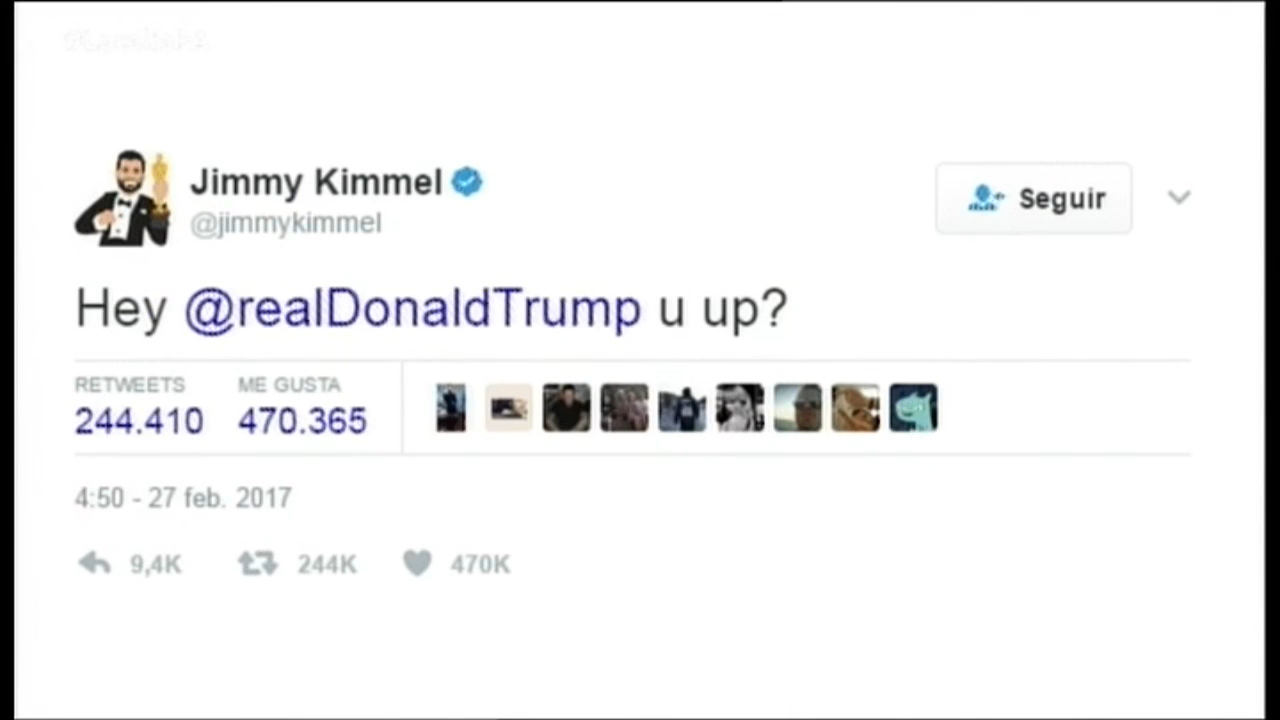 Jimmy Kimmel
@jimmykimmel
Seguir
Hey @realDonaldTrump u up?
RETWEETS ME GUSTA
244.410 470.365
4:50 - 27 feb. 2017
9,4K 244K 470K